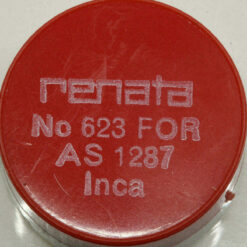 renata
No 623 FOR
AS 1287
Inca